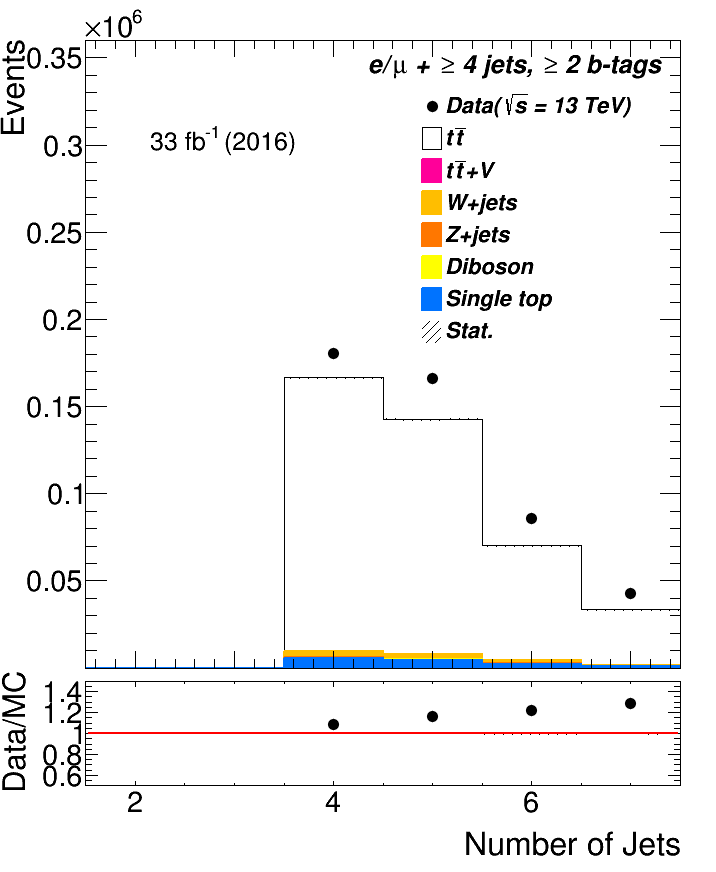 ×10⁶
Events
0.35
0.3
0.25
0.2
0.15
0.1
0.05
e/μ + ≥ 4 jets, ≥ 2 b-tags
33 fb⁻¹ (2016)
Data(√s = 13 TeV)
tt̅
tt̅+V
W+jets
Z+jets
Diboson
Single top
Stat.
Data/MC
1.4
1.2
1
0.8
0.6
2 4 6
Number of Jets